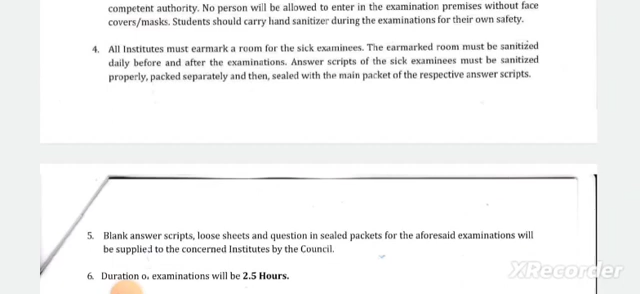 competent authority. No person will be allowed to enter in the examination premises without face
covers/masks. Students should carry hand sanitizer during the examinations for their own safety.
4. All Institutes must earmark a room for the sick examinees. The earmarked room must be sanitized
daily before and after the examinations. Answer scripts of the sick examinees must be sanitized
properly, packed separately and then, sealed with the main packet of the respective answer scripts.
5. Blank answer scripts, loose sheets and question in sealed packets for the aforesaid examinations will
be supplied to the concerned Institutes by the Council.
6. Duration of examinations will be 2.5 Hours.
XRecorder